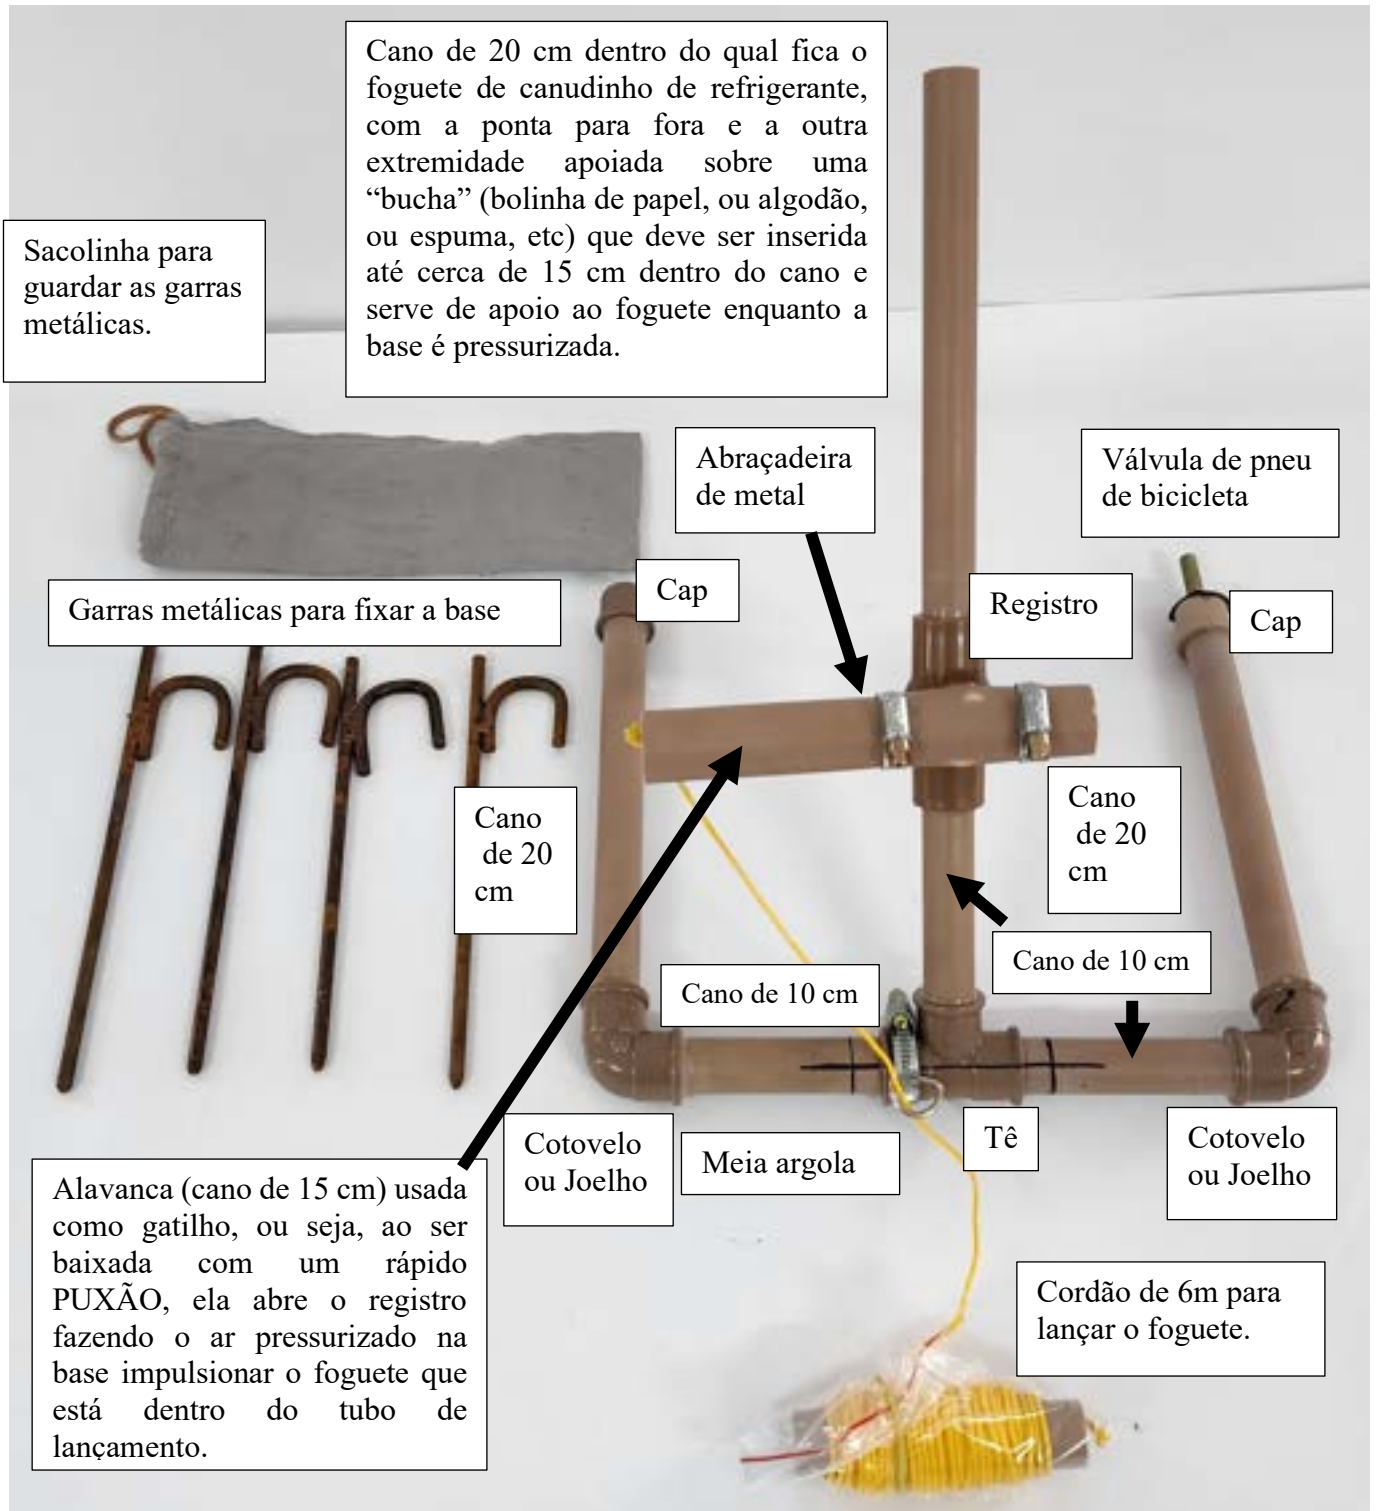 Cano de 20 cm dentro do qual fica o
foguete de canudinho de refrigerante,
com a ponta para fora e a outra
extremidade apoiada sobre uma
“bucha” (bolinha de papel, ou algodão,
ou espuma, etc) que deve ser inserida
até cerca de 15 cm dentro do cano e
serve de apoio ao foguete enquanto a
base é pressurizada.
Sacolinha para
guardar as garras
metálicas.
Abraçadeira
de metal
Válvula de pneu
de bicicleta
Cap
Registro
Cap
Garras metálicas para fixar a base
Cano
de 20
cm
Cano
de 20
cm
Cano de 10 cm
Cano de 10 cm
Cotovelo
ou Joelho
Meia argola
Tê
Cotovelo
ou Joelho
Alavanca (cano de 15 cm) usada
como gatilho, ou seja, ao ser
baixada com um rápido
PUXÃO, ela abre o registro
fazendo o ar pressurizado na
base impulsionar o foguete que
está dentro do tubo de
lançamento.
Cordão de 6m para
lançar o foguete.